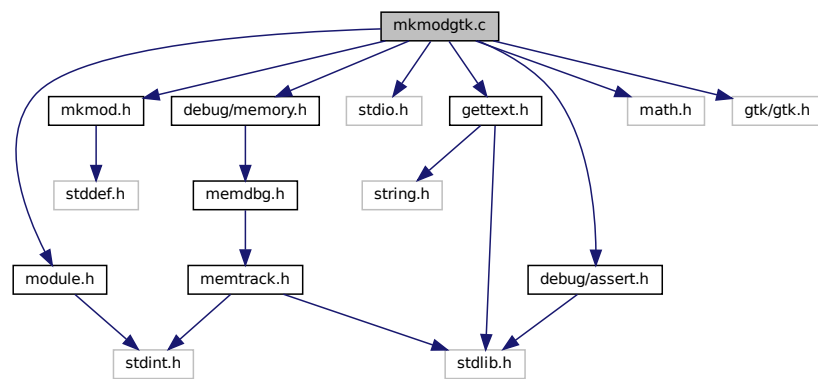 mkmodgtk.c
mkmod.h
debug/memory.h
stdio.h
gettext.h
math.h
gtk/gtk.h
stddef.h
memdbg.h
string.h
module.h
memtrack.h
debug/assert.h
stdint.h
stdlib.h